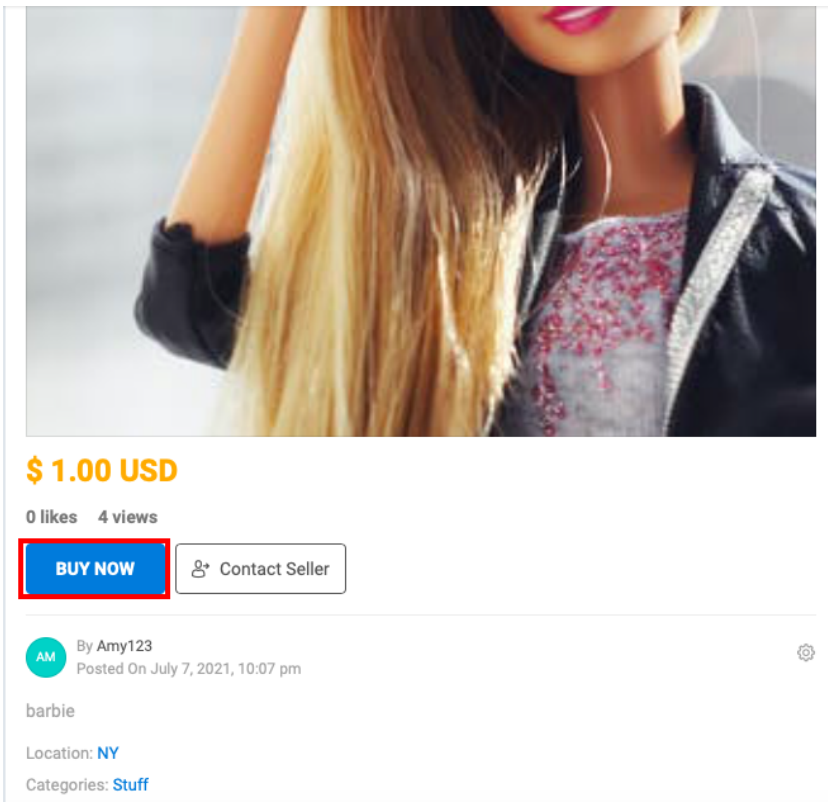 $ 1.00 USD
0 likes 4 views
BUY NOW Contact Seller
AM
By Amy123
Posted On July 7, 2021, 10:07 pm
barbie
Location: NY
Categories: Stuff